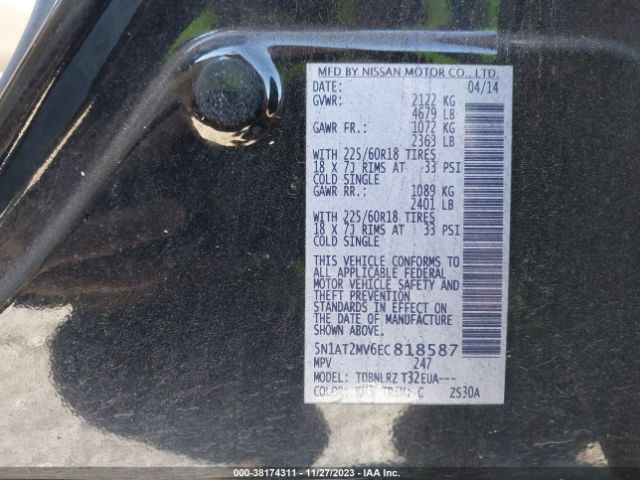 MFD BY NISSAN MOTOR CO., LTD.
DATE: 04/14
GVWR: 2122 KG
4679 LB
GAWR FR.: 1072 KG
2363 LB
WITH 225/60R18 TIRES
18 X 7J RIMS AT 33 PSI
COLD SINGLE
GAWR RR.: 1089 KG
2401 LB
WITH 225/60R18 TIRES
18 X 7J RIMS AT 33 PSI
COLD SINGLE
THIS VEHICLE CONFORMS TO
ALL APPLICABLE FEDERAL
MOTOR VEHICLE SAFETY AND
THEFT PREVENTION
STANDARDS IN EFFECT ON
THE DATE OF MANUFACTURE
SHOWN ABOVE.
5N1AT2MV6EC818587
MPV 247
MODEL: TDBNLRZ T32EUA---
COLOR: KH3 TRIM: C ZS30A
000-38174311 - 11/27/2023 - IAA Inc.